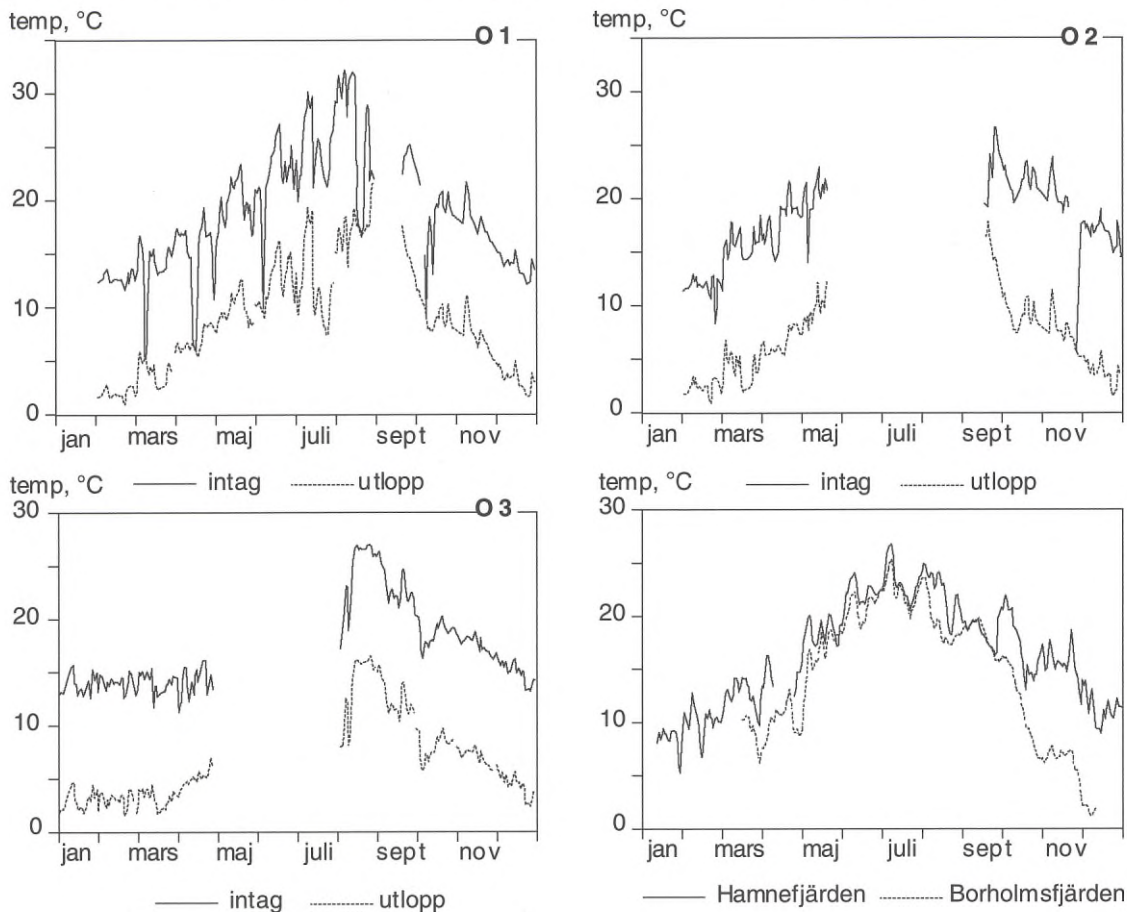 temp, °C
O 1
30
20
10
0
jan mars maj juli sept nov
intag utlopp
temp, °C
O 2
30
20
10
0
jan mars maj juli sept nov
intag utlopp
temp, °C
O 3
30
20
10
0
jan mars maj juli sept nov
intag utlopp
temp, °C
30
20
10
0
jan mars maj juli sept nov
Hamnefjärden Borholmsfjärden